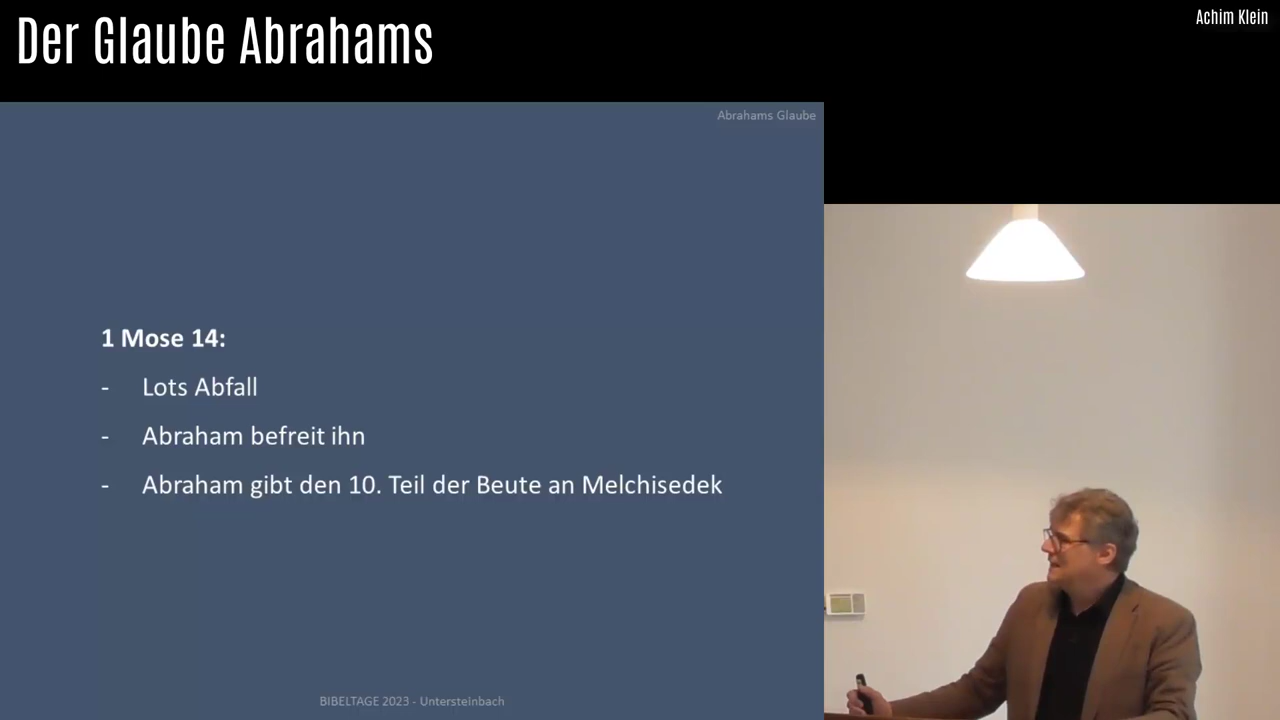 Der Glaube Abrahams
Achim Klein
Abrahams Glaube
1 Mose 14:
- Lots Abfall
- Abraham befreit ihn
- Abraham gibt den 10. Teil der Beute an Melchisedek
BIBELTAGE 2023 - Untersteinbach